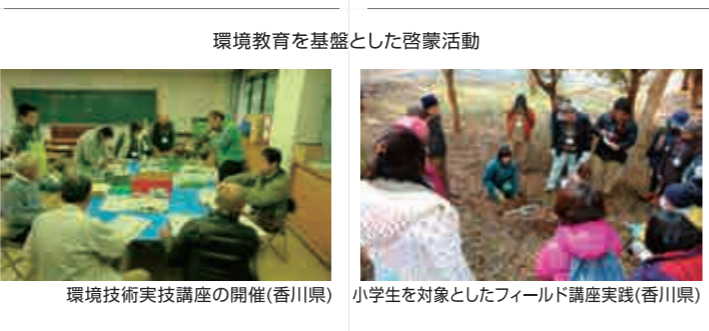 環境教育を基盤とした啓蒙活動
環境技術実技講座の開催(香川県)
小学生を対象としたフィールド講座実践(香川県)